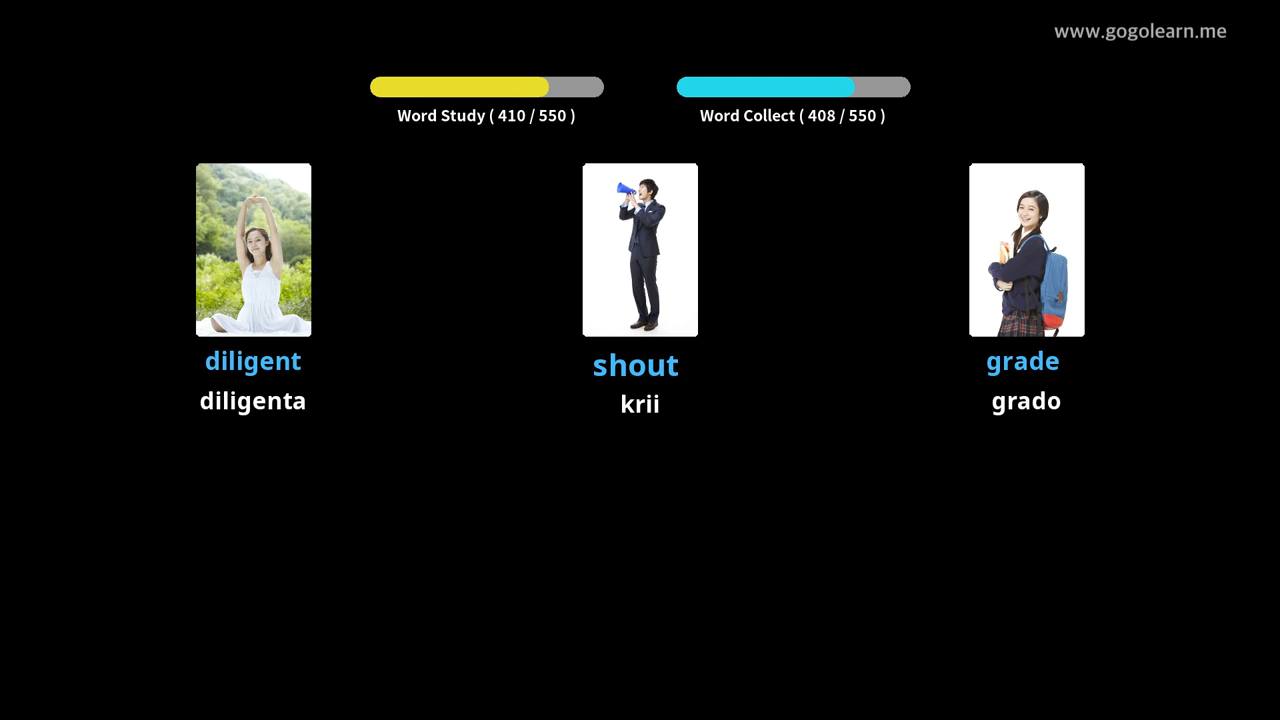 www.gogolearn.me
Word Study ( 410 / 550 )
Word Collect ( 408 / 550 )
diligent
diligenta
shout
krii
grade
grado